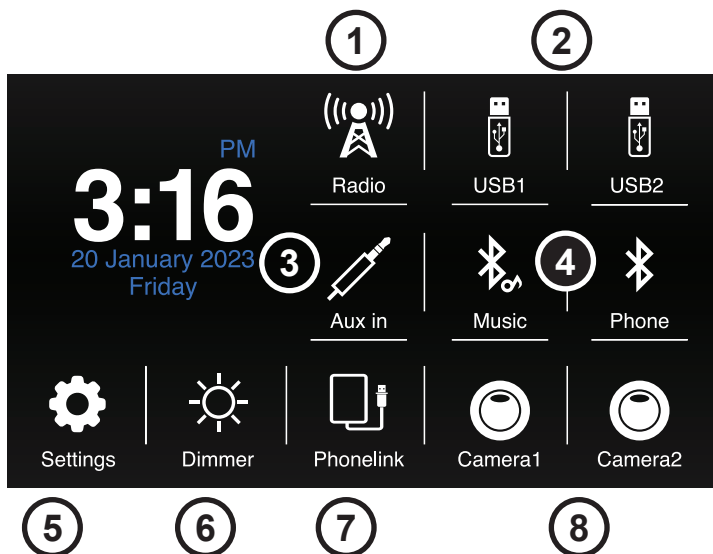 1 2
PM
3:16
20 January 2023
Friday
Radio USB1 USB2
3 4
Aux in Music Phone
Settings Dimmer Phonelink Camera1 Camera2
5 6 7 8